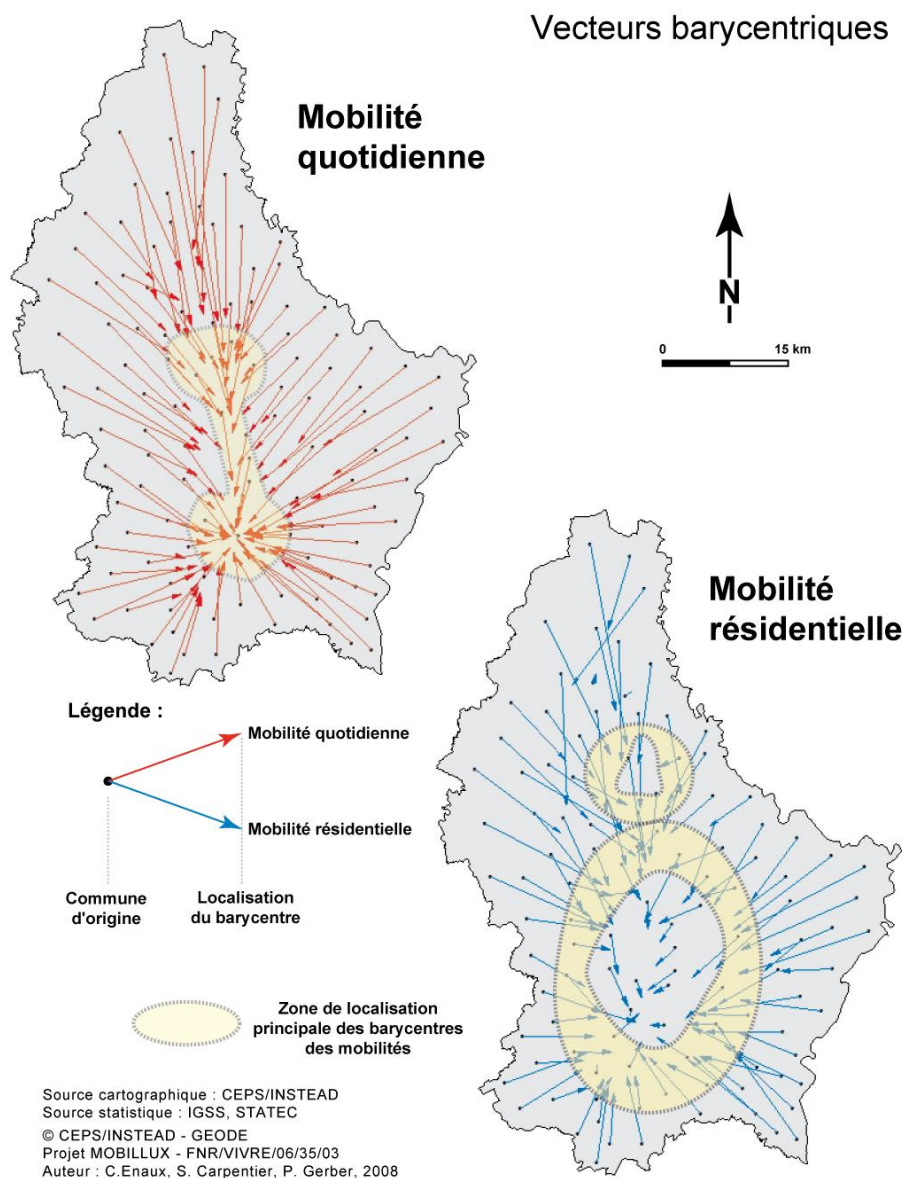 Vecteurs barycentriques
Mobilité
quotidienne
N
0 15 km
Mobilité
résidentielle
Légende :
Mobilité quotidienne
Mobilité résidentielle
Commune
d'origine
Localisation
du barycentre
Zone de localisation
principale des barycentres
des mobilités
Source cartographique : CEPS/INSTEAD
Source statistique : IGSS, STATEC
© CEPS/INSTEAD - GEODE
Projet MOBILLUX - FNR/VIVRE/06/35/03
Auteur : C.Enaux, S. Carpentier, P. Gerber, 2008